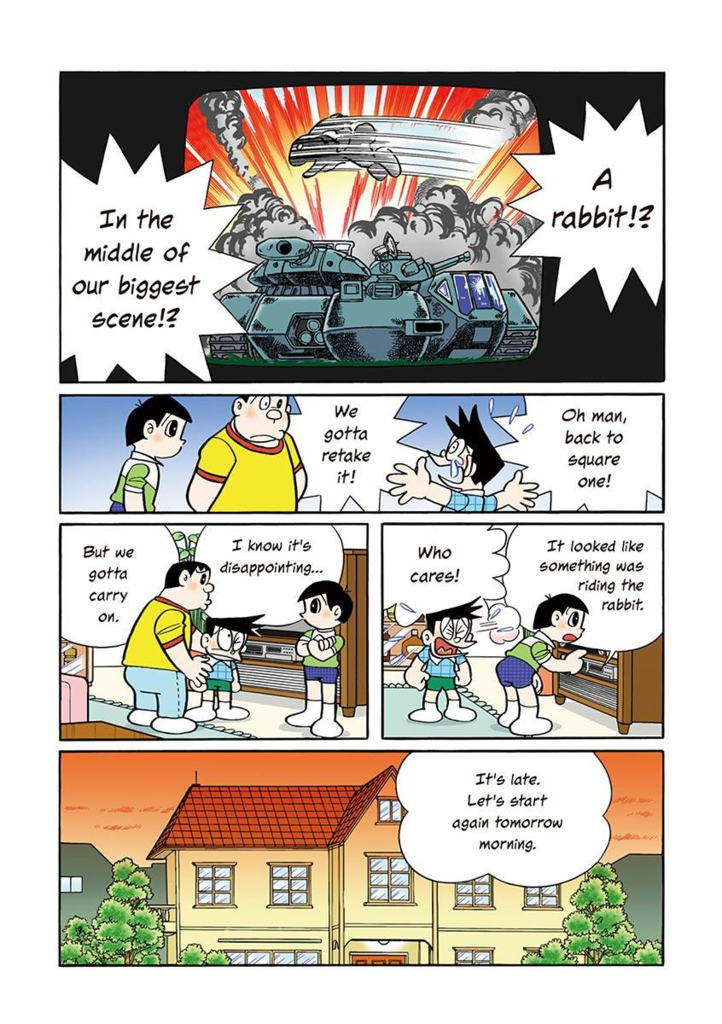 In the
middle of
our biggest
scene!?
A
rabbit!?
We
gotta
retake
it!
Oh man,
back to
square
one!
But we
gotta
carry
on.
I know it's
disappointing...
Who
cares!
It looked like
something was
riding the
rabbit.
It's late.
Let's start
again tomorrow
morning.